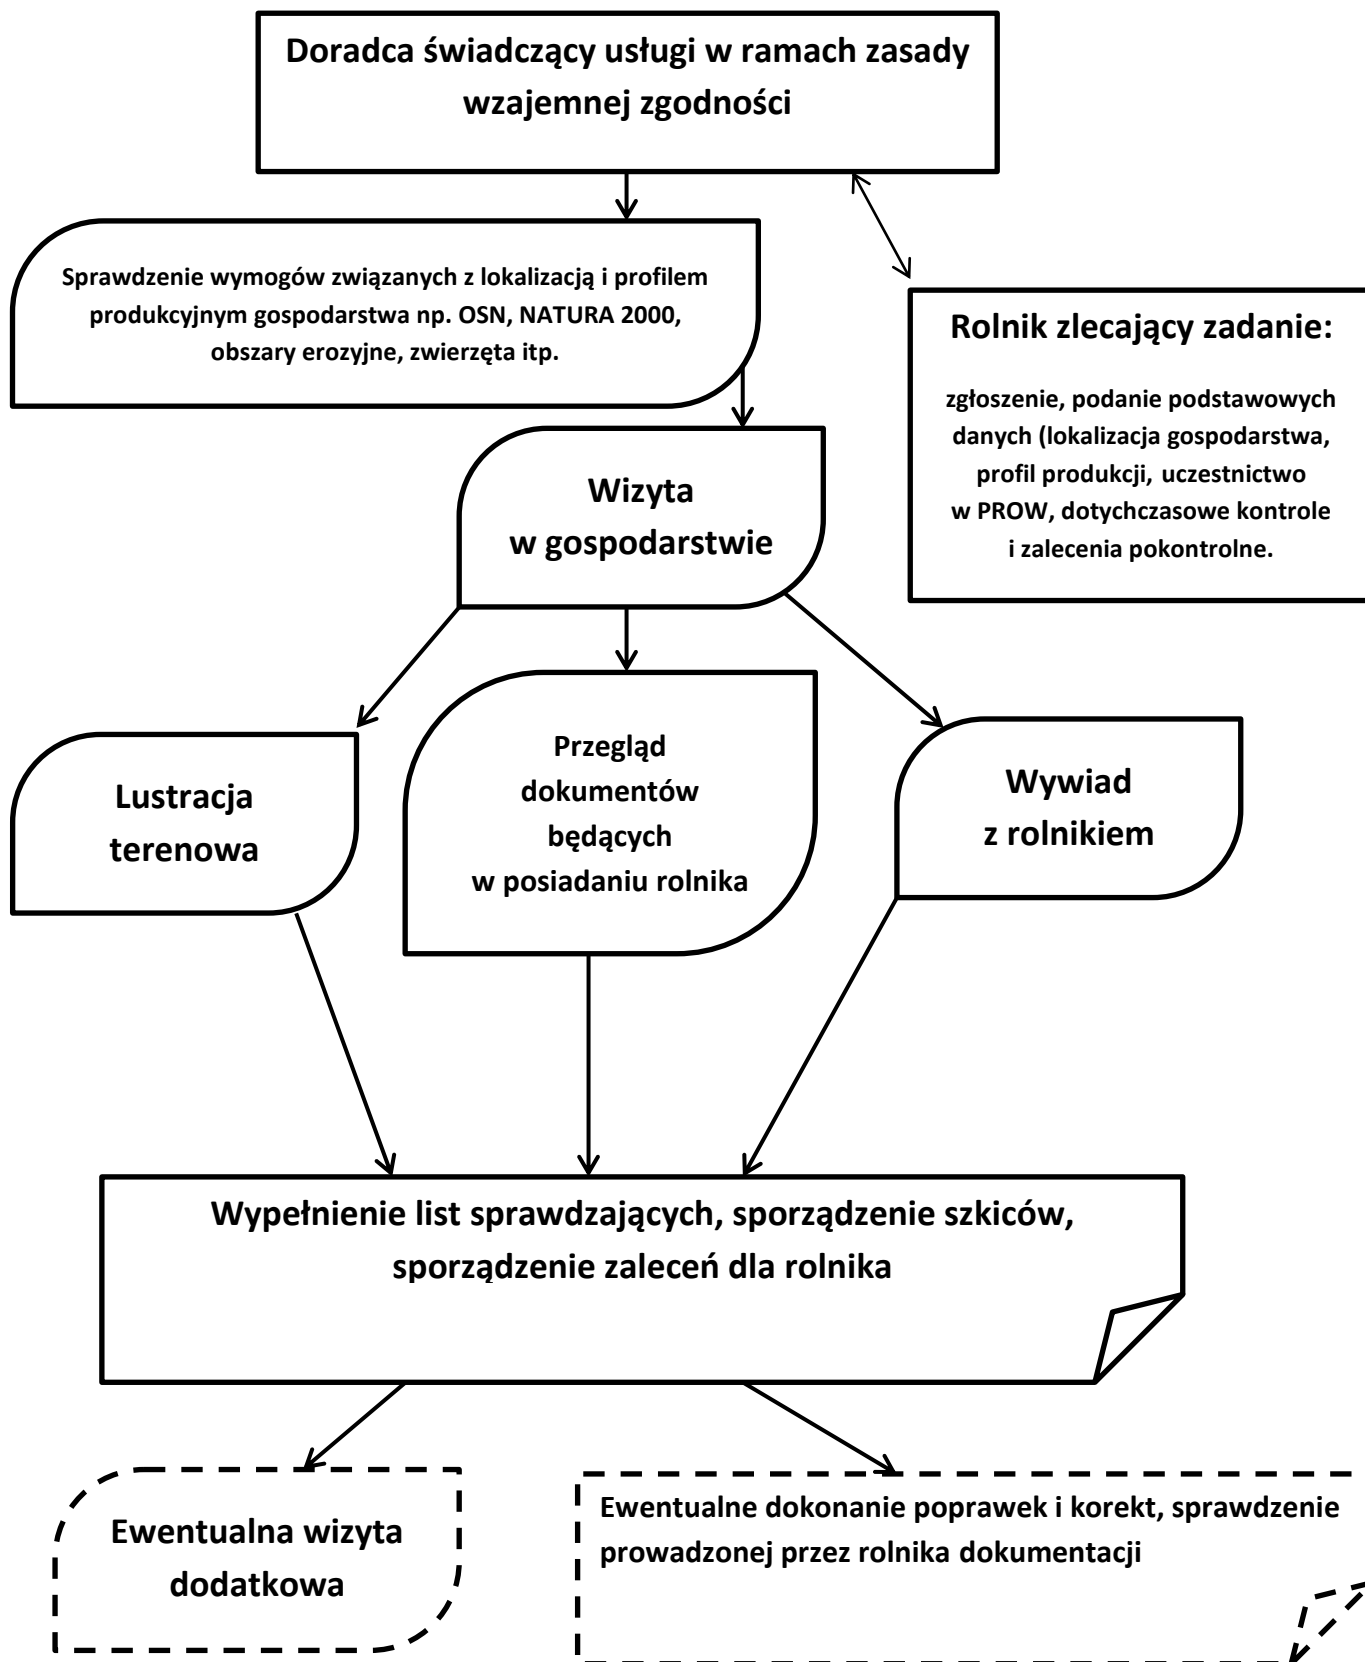 Doradca świadczący usługi w ramach zasady
wzajemnej zgodności
Sprawdzenie wymogów związanych z lokalizacją i profilem
produkcyjnym gospodarstwa np. OSN, NATURA 2000,
obszary erozyjne, zwierzęta itp.
Rolnik zlecający zadanie:
zgłoszenie, podanie podstawowych
danych (lokalizacja gospodarstwa,
profil produkcji, uczestnictwo
w PROW, dotychczasowe kontrole
i zalecenia pokontrolne.
Wizyta
w gospodarstwie
Lustracja
terenowa
Przegląd
dokumentów
będących
w posiadaniu rolnika
Wywiad
z rolnikiem
Wypełnienie list sprawdzających, sporządzenie szkiców,
sporządzenie zaleceń dla rolnika
Ewentualna wizyta
dodatkowa
Ewentualne dokonanie poprawek i korekt, sprawdzenie
prowadzonej przez rolnika dokumentacji